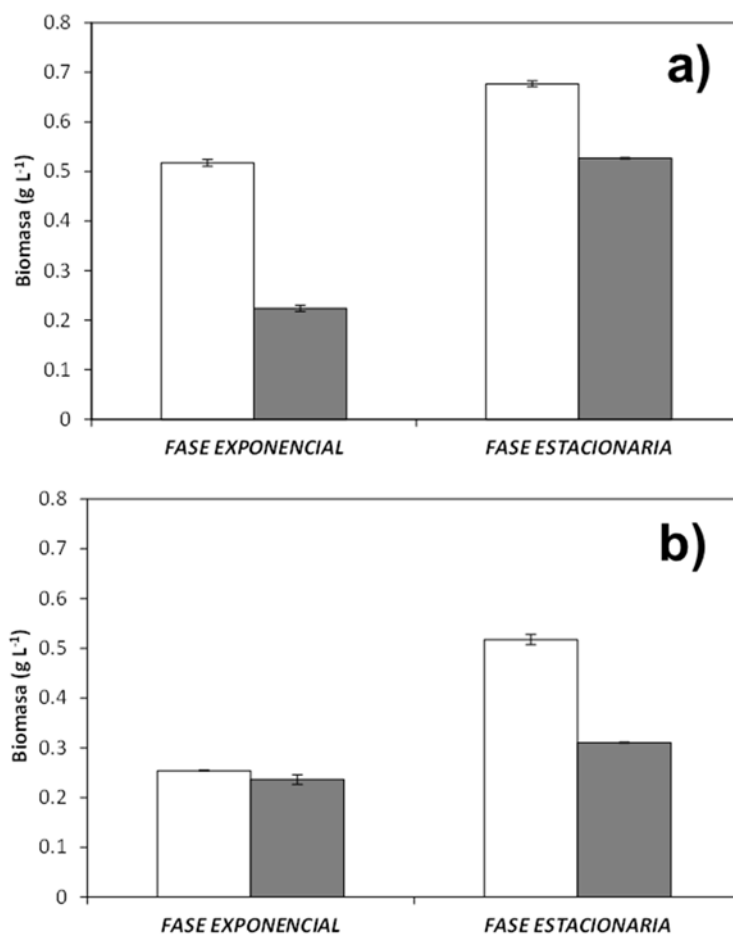 a)
Biomasa (g L⁻¹)
0.8
0.7
0.6
0.5
0.4
0.3
0.2
0.1
0
FASE EXPONENCIAL
FASE ESTACIONARIA
b)
Biomasa (g L⁻¹)
0.8
0.7
0.6
0.5
0.4
0.3
0.2
0.1
0
FASE EXPONENCIAL
FASE ESTACIONARIA